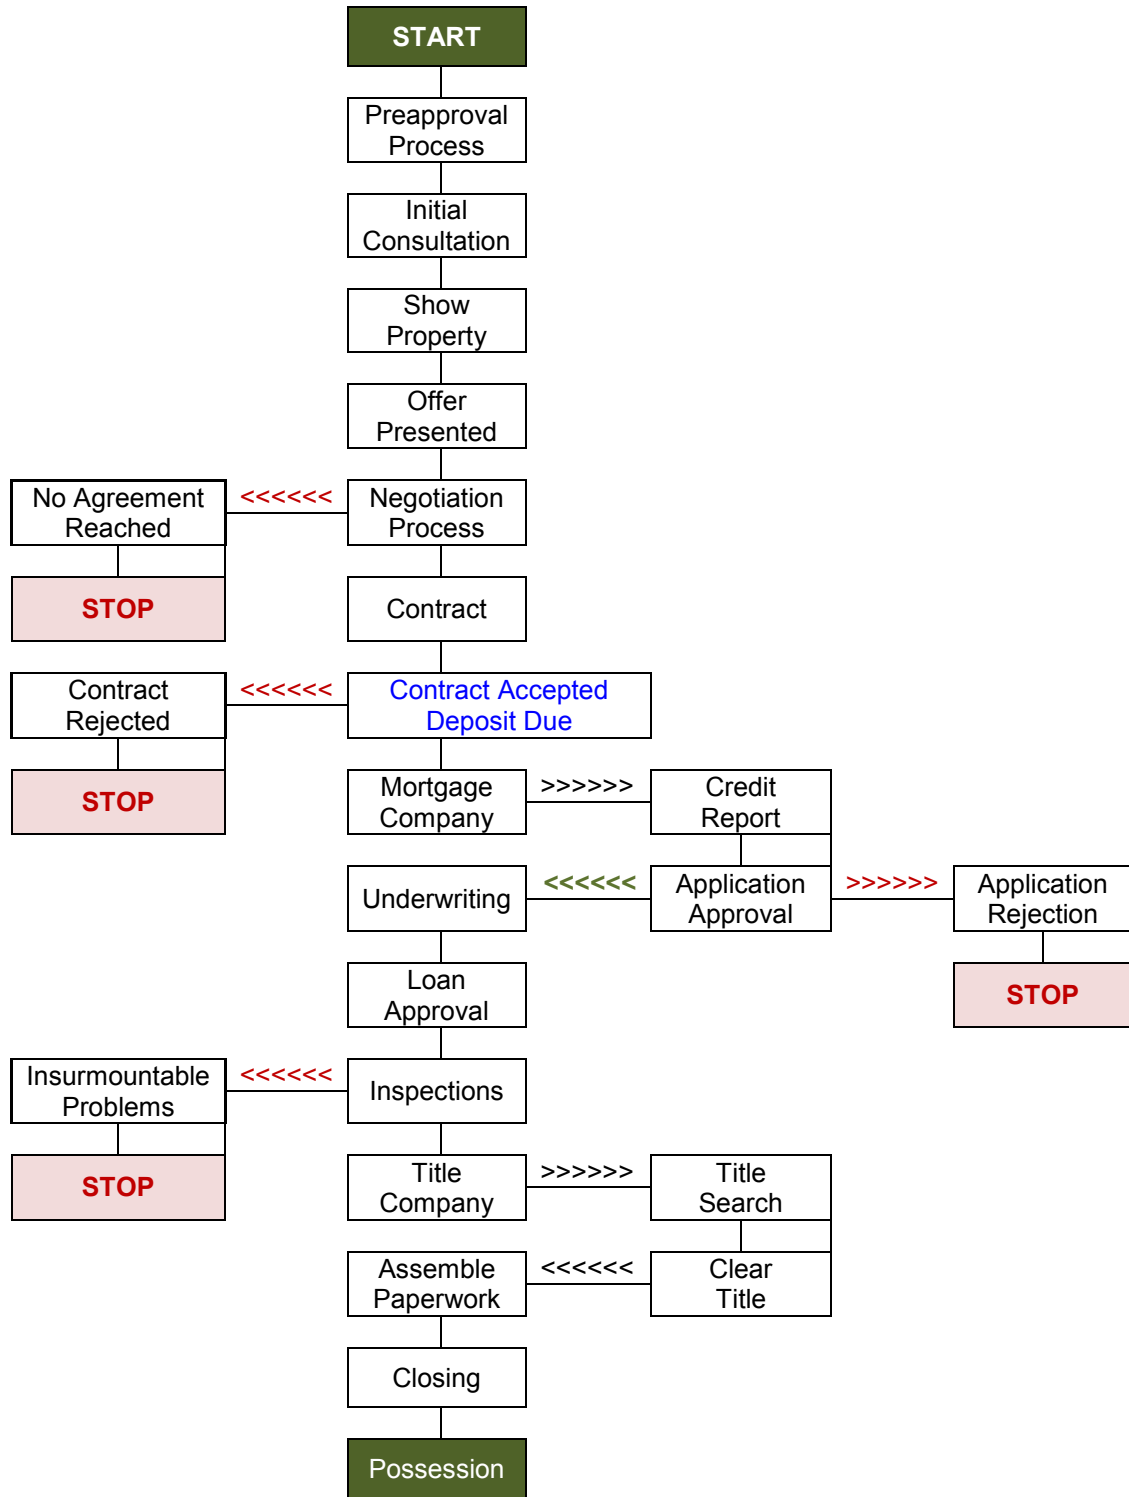 START
Preapproval
Process
Initial
Consultation
Show
Property
Offer
Presented
No Agreement
Reached
<<<<<<
Negotiation
Process
STOP
Contract
Contract
Rejected
<<<<<<
Contract Accepted
Deposit Due
STOP
Mortgage
Company
>>>>>>
Credit
Report
Underwriting
<<<<<<
Application
Approval
>>>>>>
Application
Rejection
Loan
Approval
STOP
Insurmountable
Problems
<<<<<<
Inspections
STOP
Title
Company
>>>>>>
Title
Search
Assemble
Paperwork
<<<<<<
Clear
Title
Closing
Possession